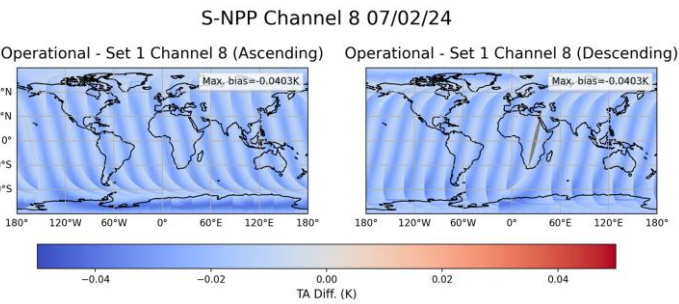 S-NPP Channel 8 07/02/24
Operational - Set 1 Channel 8 (Ascending)
Operational - Set 1 Channel 8 (Descending)
Max. bias=-0.0403K
Max. bias=-0.0403K
°N
°N
0°
°S
°S
180° 120°W 60°W 0° 60°E 120°E 180°
180° 120°W 60°W 0° 60°E 120°E 180°
−0.04 −0.02 0.00 0.02 0.04
TA Diff. (K)